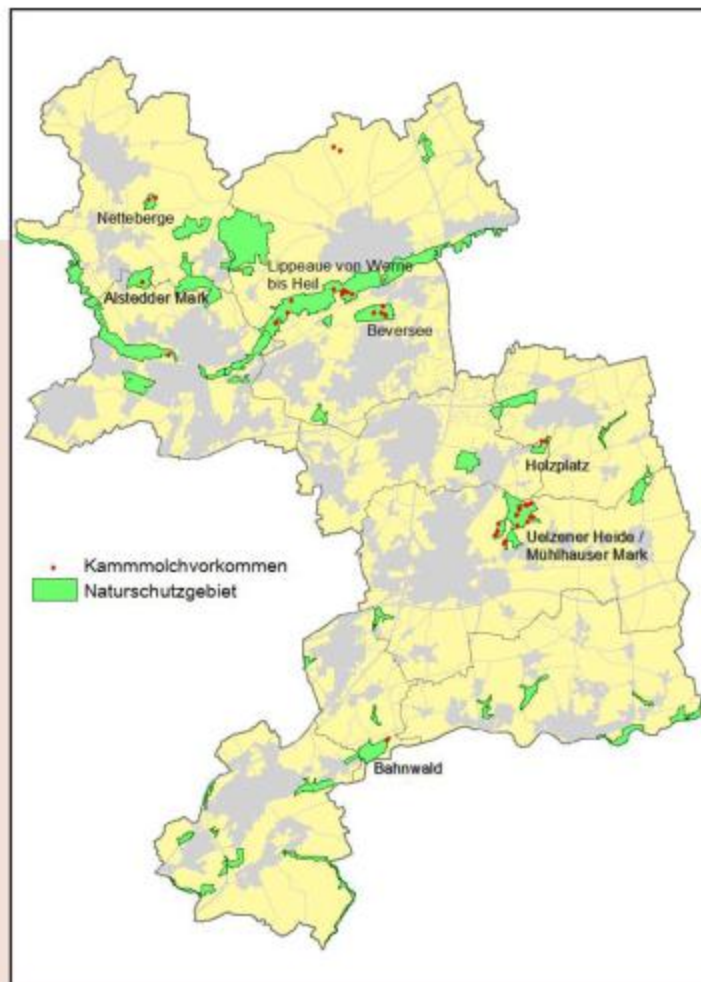 Netteberge
Lippeaue von Werne
bis Heil
Alstedder Mark
Beversee
Holzplatz
Uelzener Heide /
Mühlhauser Mark
Kammmolchvorkommen
Naturschutzgebiet
Bahnwald